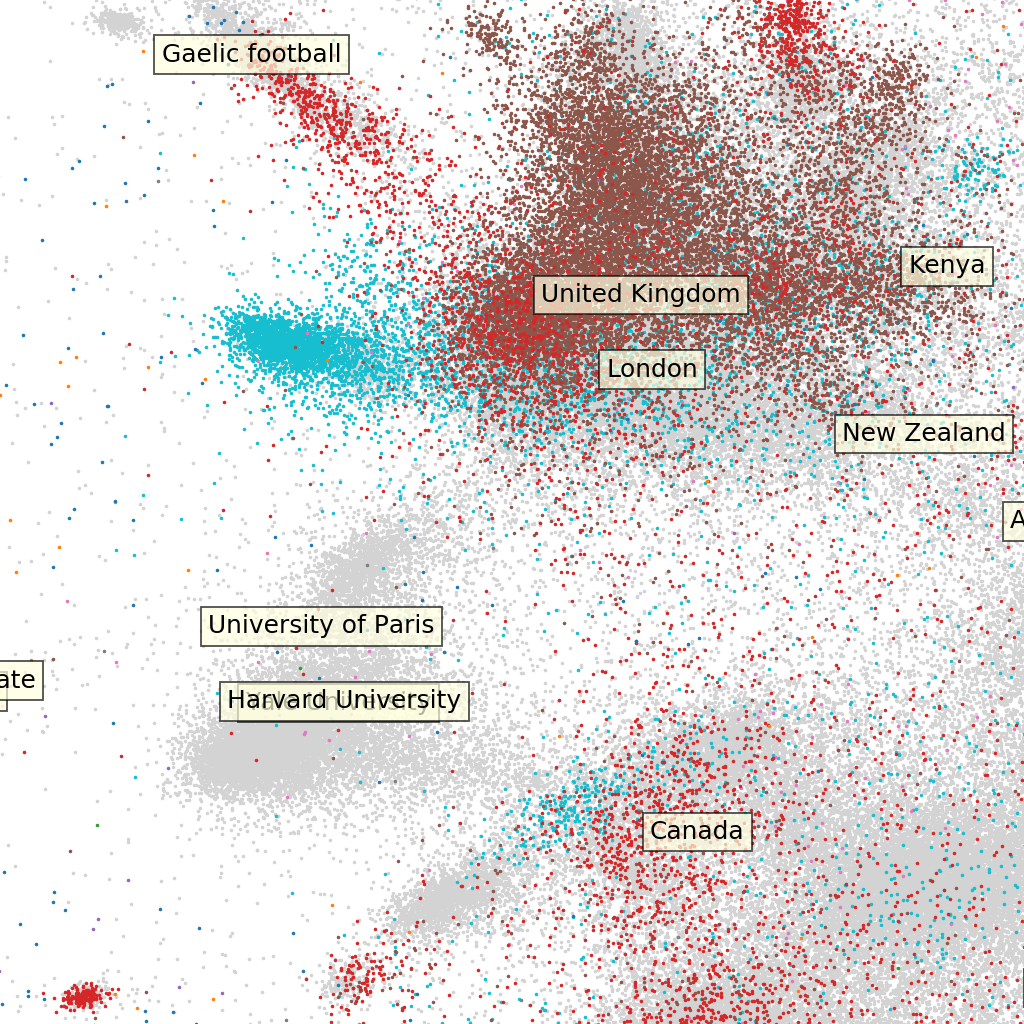 Gaelic football
Kenya
United Kingdom
London
New Zealand
A
University of Paris
ate
Harvard University
Canada